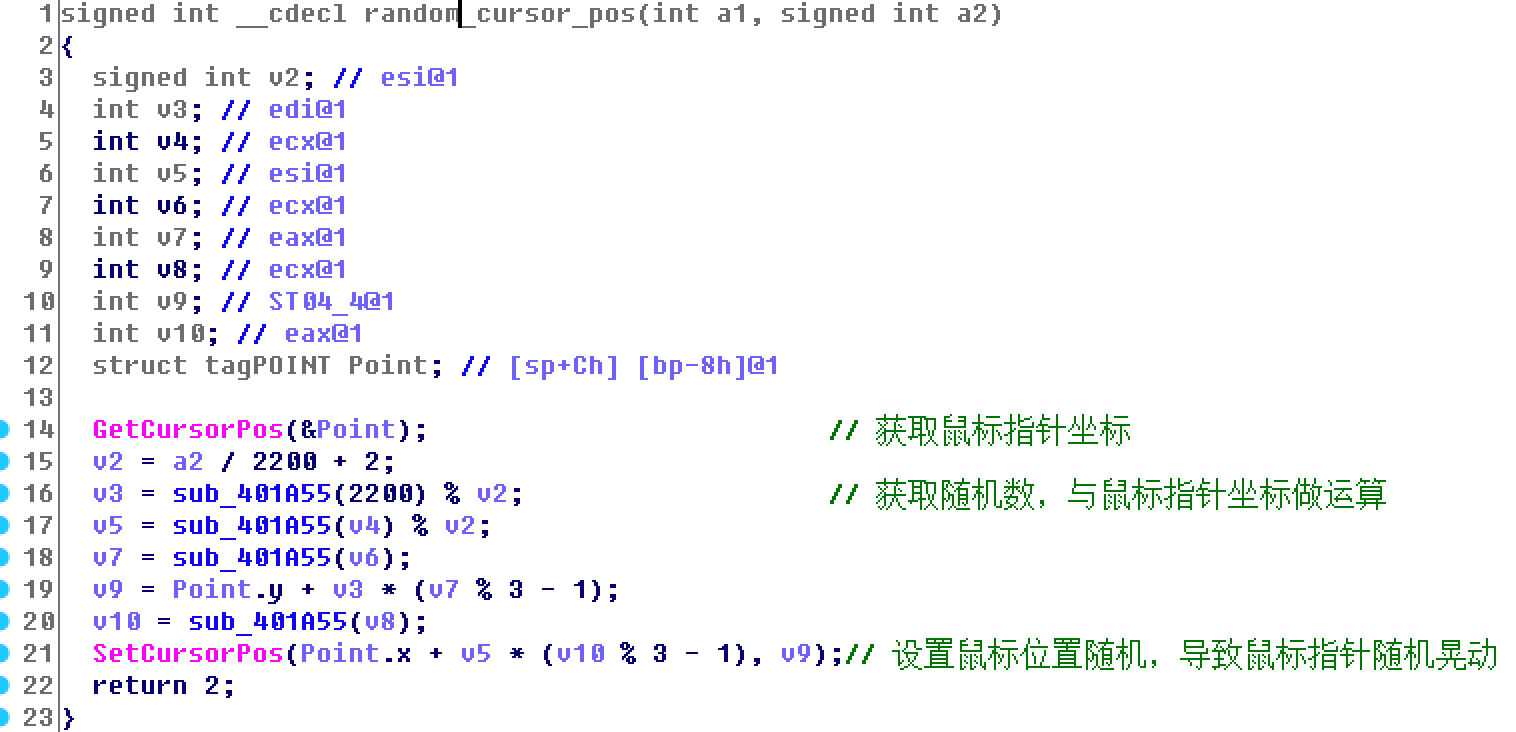 1 signed int __cdecl random_cursor_pos(int a1, signed int a2)
2 {
3   signed int v2; // esi@1
4   int v3; // edi@1
5   int v4; // ecx@1
6   int v5; // esi@1
7   int v6; // ecx@1
8   int v7; // eax@1
9   int v8; // ecx@1
10   int v9; // ST04_4@1
11   int v10; // eax@1
12   struct tagPOINT Point; // [sp+Ch] [bp-8h]@1
13
14   GetCursorPos(&Point); // 获取鼠标指针坐标
15   v2 = a2 / 2200 + 2;
16   v3 = sub_401A55(2200) % v2; // 获取随机数，与鼠标指针坐标做运算
17   v5 = sub_401A55(v4) % v2;
18   v7 = sub_401A55(v6);
19   v9 = Point.y + v3 * (v7 % 3 - 1);
20   v10 = sub_401A55(v8);
21   SetCursorPos(Point.x + v5 * (v10 % 3 - 1), v9);// 设置鼠标位置随机，导致鼠标指针随机晃动
22   return 2;
23 }